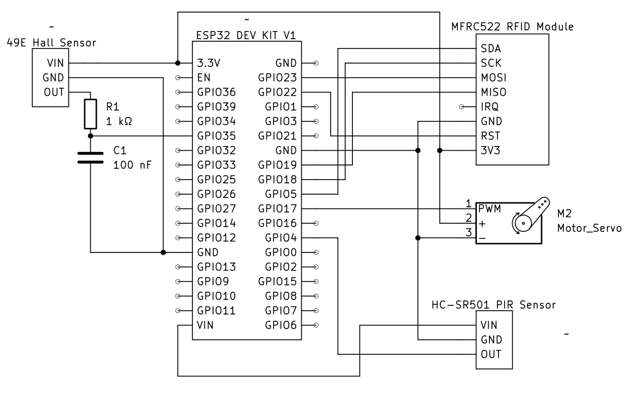 ~
49E Hall Sensor
VIN
GND
OUT
R1
1 kΩ
C1
100 nF
~
ESP32 DEV KIT V1
3.3V
EN
GPIO36
GPIO39
GPIO34
GPIO35
GPIO32
GPIO33
GPIO25
GPIO26
GPIO27
GPIO14
GPIO12
GND
GPIO13
GPIO9
GPIO10
GPIO11
VIN
GND
GPIO23
GPIO22
GPIO1
GPIO3
GPIO21
GND
GPIO19
GPIO18
GPIO5
GPIO17
GPIO16
GPIO4
GPIO0
GPIO2
GPIO15
GPIO8
GPIO7
GPIO6
MFRC522 RFID Module
SDA
SCK
MOSI
MISO
IRQ
GND
RST
3V3
1 PWM
2 +
3 -
M2
Motor_Servo
HC-SR501 PIR Sensor
VIN
GND
OUT
~